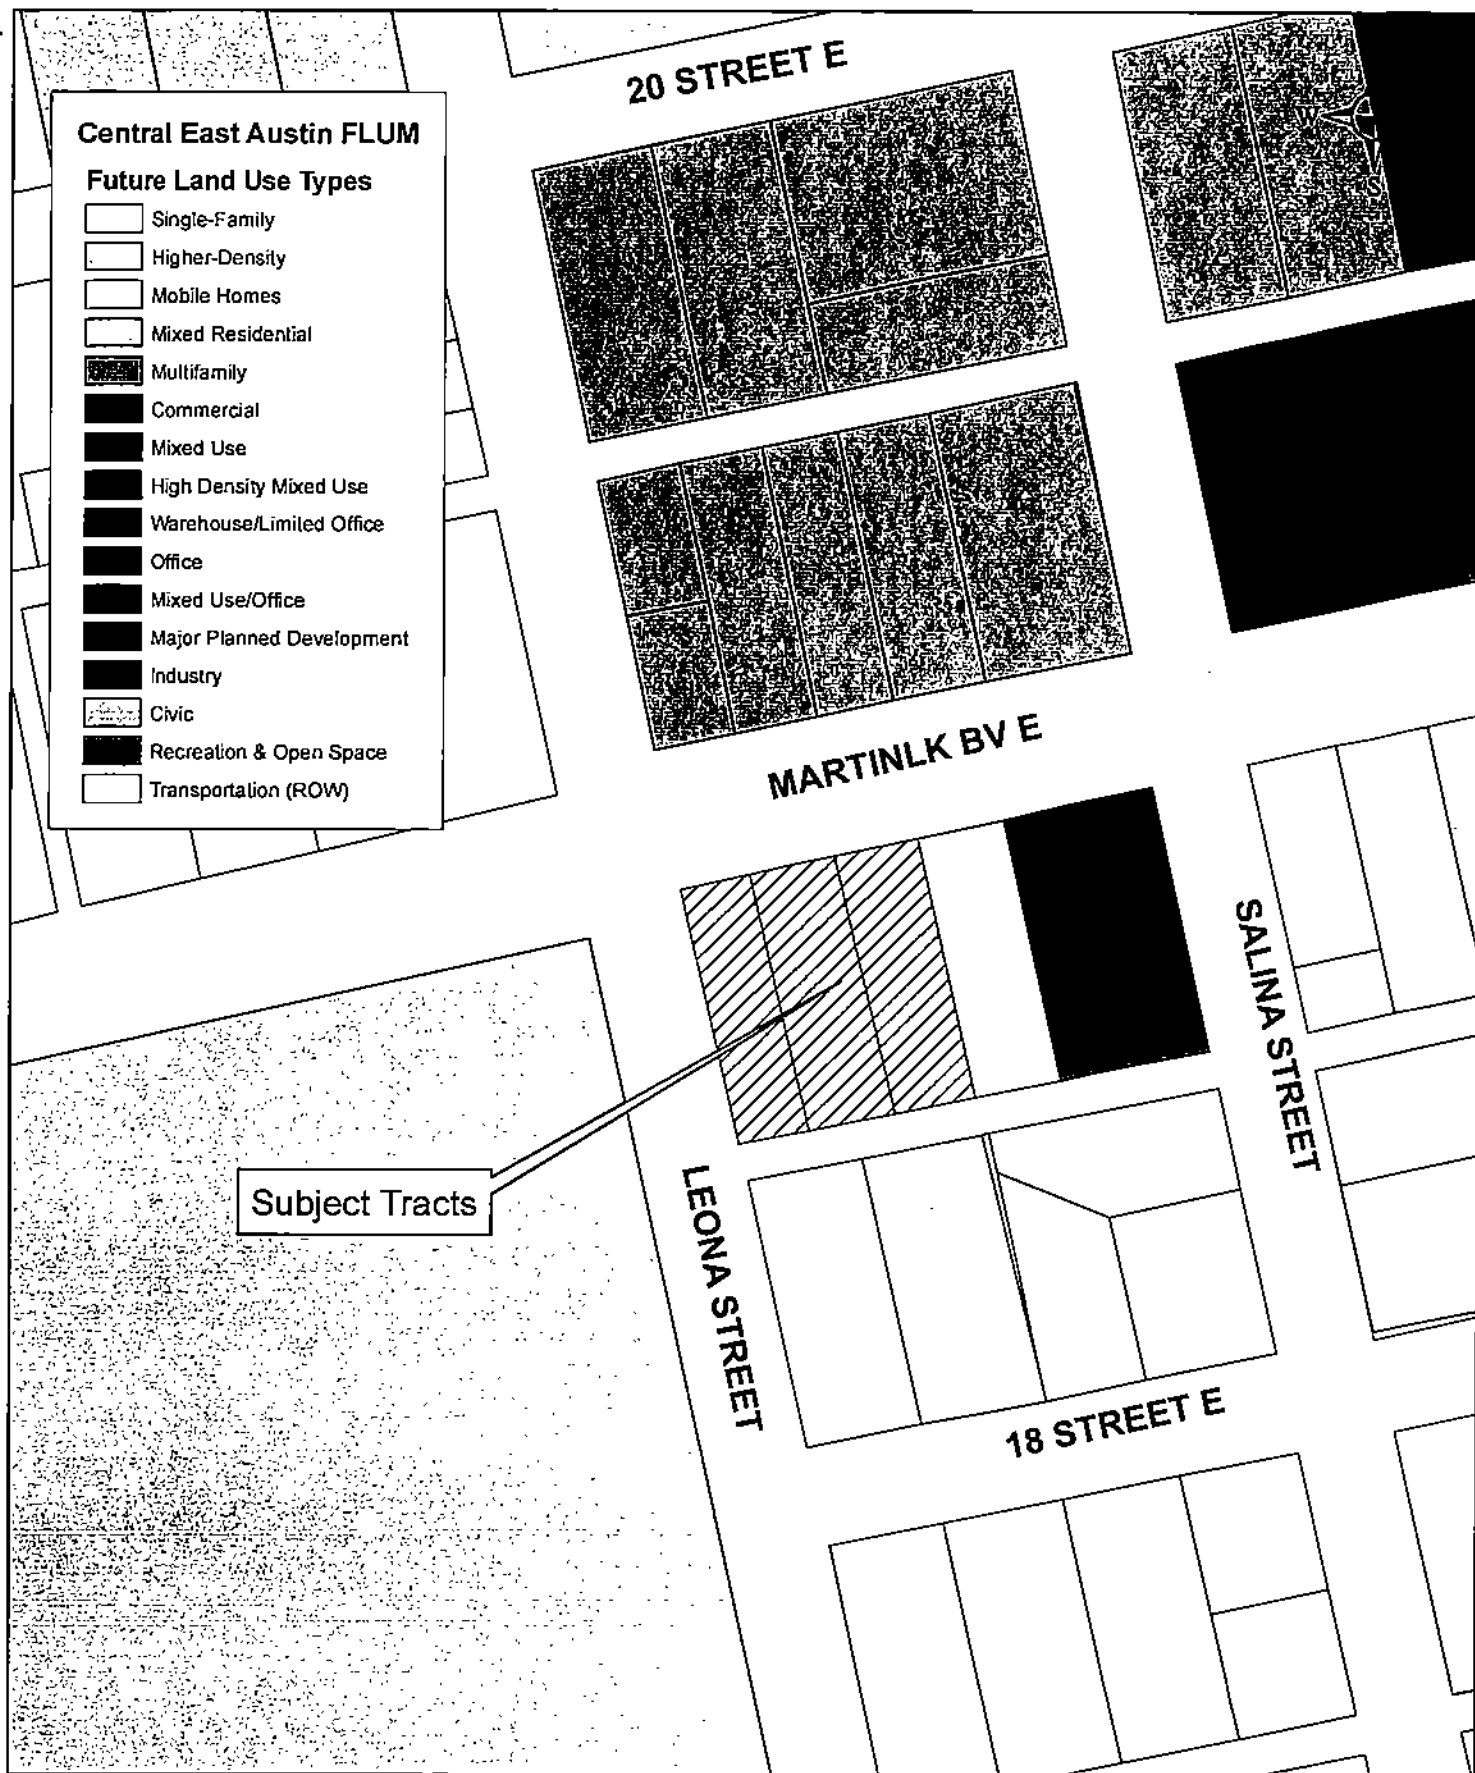 20 STREET E
Central East Austin FLUM
Future Land Use Types
Single-Family
Higher-Density
Mobile Homes
Mixed Residential
Multifamily
Commercial
Mixed Use
High Density Mixed Use
Warehouse/Limited Office
Office
Mixed Use/Office
Major Planned Development
Industry
Civic
Recreation & Open Space
Transportation (ROW)
W
S
MARTINLK BV E
SALINA STREET
Subject Tracts
LEONA STREET
18 STREET E